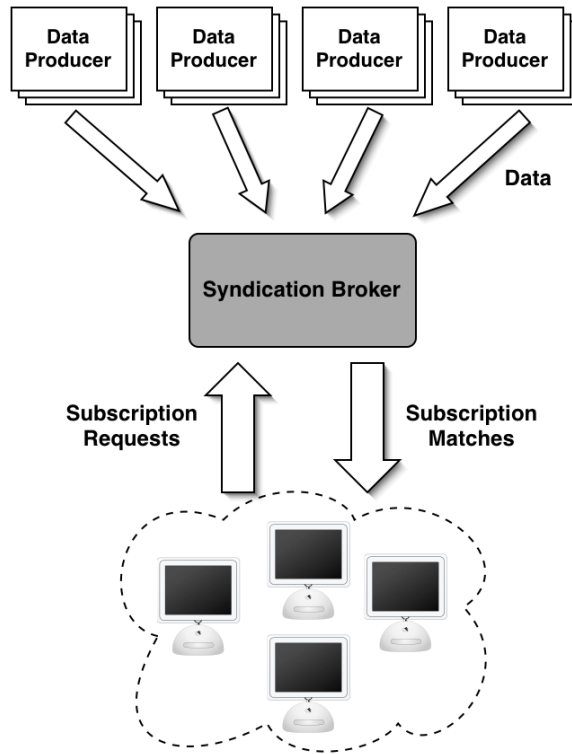 Data
Producer
Data
Producer
Data
Producer
Data
Producer
Data
Syndication Broker
Subscription
Requests
Subscription
Matches